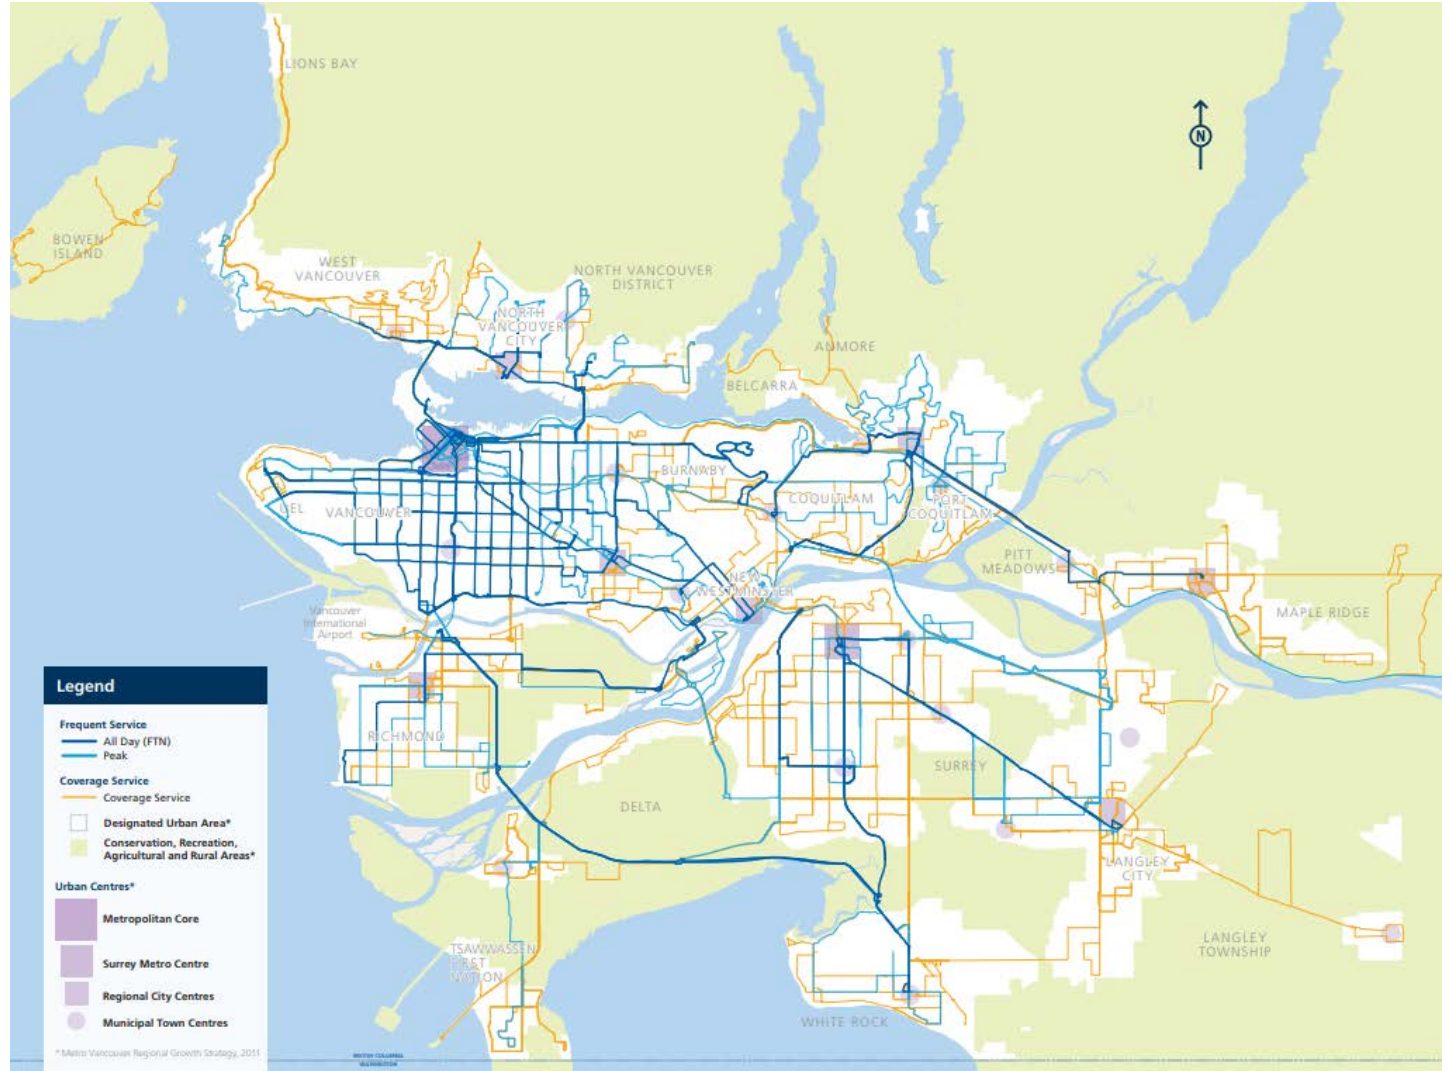 LIONS BAY
N
BOWEN
ISLAND
WEST
VANCOUVER
NORTH VANCOUVER
DISTRICT
NORTH
VANCOUVER
CITY
ANMORE
BELCARRA
BURNABY
COQUITLAM
PORT
COQUITLAM
UEL
VANCOUVER
PITT
MEADOWS
NEW
WESTMINSTER
MAPLE RIDGE
Vancouver
International
Airport
RICHMOND
SURREY
DELTA
LANGLEY
CITY
LANGLEY
TOWNSHIP
TSAWWASSEN
FIRST
NATION
WHITE ROCK
BRITISH COLUMBIA
WASHINGTON
Legend
Frequent Service
All Day (FTN)
Peak
Coverage Service
Coverage Service
Designated Urban Area*
Conservation, Recreation,
Agricultural and Rural Areas*
Urban Centres*
Metropolitan Core
Surrey Metro Centre
Regional City Centres
Municipal Town Centres
* Metro Vancouver Regional Growth Strategy, 2011